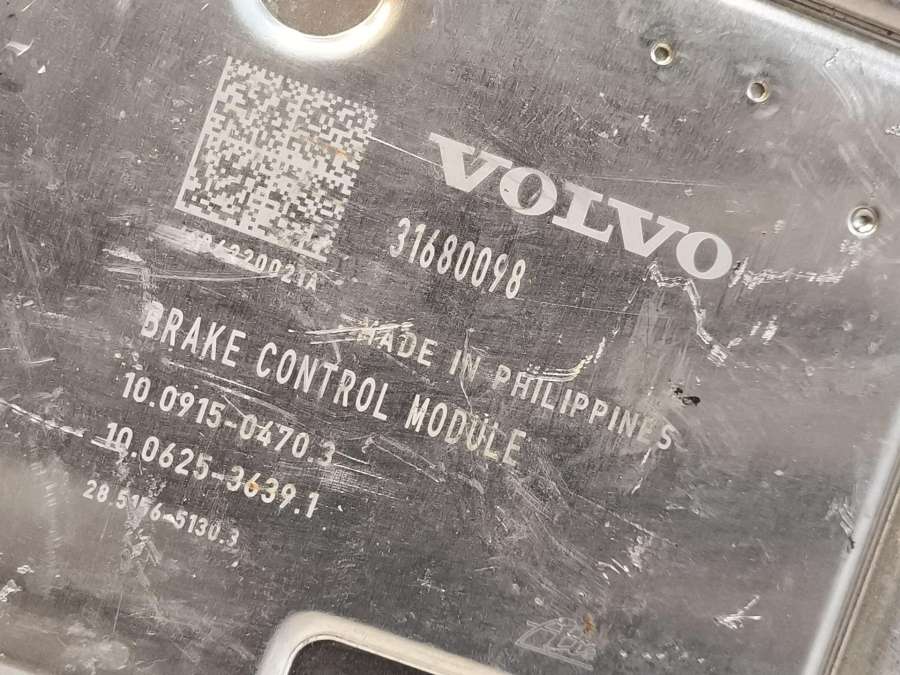 VOLVO
31680098
MADE IN PHILIPPINES
BRAKE CONTROL MODULE
10.0915-0470.3
10.0625-3639.1
28.5156-5130.3